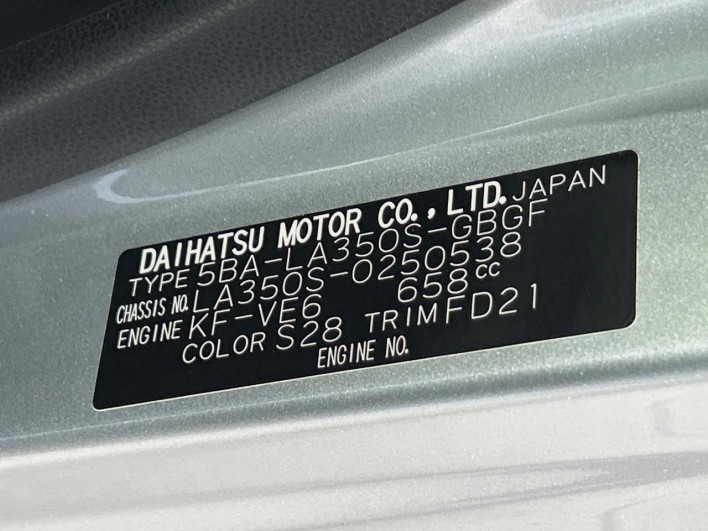 DAIHATSU MOTOR CO., LTD. JAPAN
TYPE 5BA-LA350S-GBGF
CHASSIS NO. LA350S-0250538
ENGINE KF-VE6 658cc
COLOR S28 TRIM FD21
ENGINE NO.